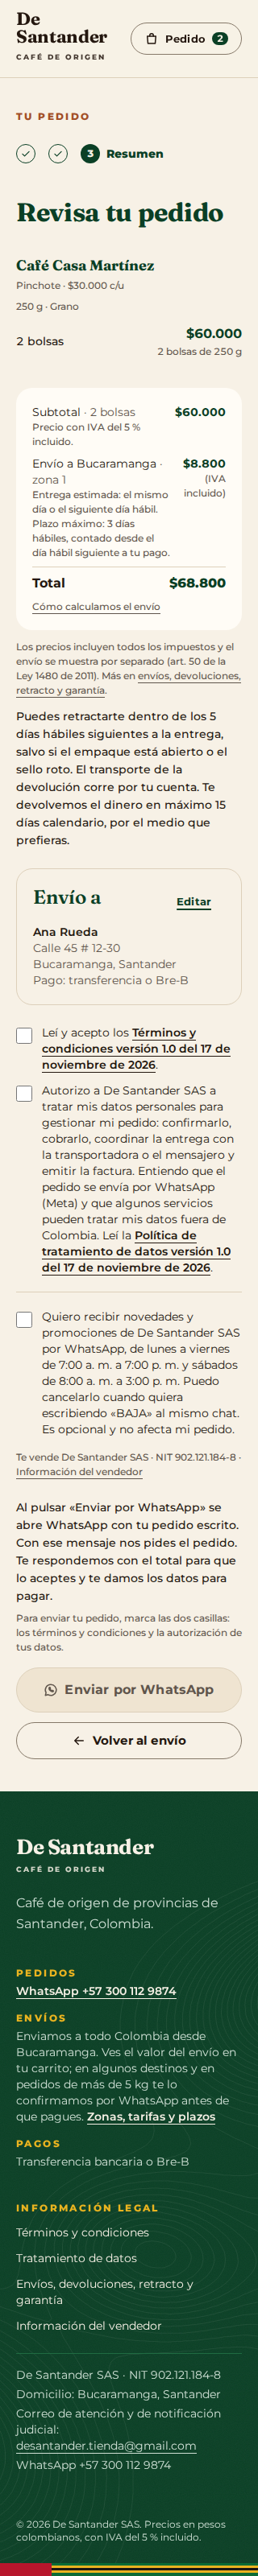 De
Santander
CAFÉ DE ORIGEN
Pedido 2
TU PEDIDO
3 Resumen
Revisa tu pedido
Café Casa Martínez
Pinchote · $30.000 c/u
250 g · Grano
2 bolsas
$60.000
2 bolsas de 250 g
Subtotal · 2 bolsas
$60.000
Precio con IVA del 5 %
incluido.
Envío a Bucaramanga ·
zona 1
$8.800
(IVA
incluido)
Entrega estimada: el mismo
día o el siguiente día hábil.
Plazo máximo: 3 días
hábiles, contado desde el
día hábil siguiente a tu pago.
Total
$68.800
Cómo calculamos el envío
Los precios incluyen todos los impuestos y el
envío se muestra por separado (art. 50 de la
Ley 1480 de 2011). Más en envíos, devoluciones,
retracto y garantía.
Puedes retractarte dentro de los 5
días hábiles siguientes a la entrega,
salvo si el empaque está abierto o el
sello roto. El transporte de la
devolución corre por tu cuenta. Te
devolvemos el dinero en máximo 15
días calendario, por el medio que
prefieras.
Envío a
Editar
Ana Rueda
Calle 45 # 12-30
Bucaramanga, Santander
Pago: transferencia o Bre-B
Leí y acepto los Términos y
condiciones versión 1.0 del 17 de
noviembre de 2026.
Autorizo a De Santander SAS a
tratar mis datos personales para
gestionar mi pedido: confirmarlo,
cobrarlo, coordinar la entrega con
la transportadora o el mensajero y
emitir la factura. Entiendo que el
pedido se envía por WhatsApp
(Meta) y que algunos servicios
pueden tratar mis datos fuera de
Colombia. Leí la Política de
tratamiento de datos versión 1.0
del 17 de noviembre de 2026.
Quiero recibir novedades y
promociones de De Santander SAS
por WhatsApp, de lunes a viernes
de 7:00 a. m. a 7:00 p. m. y sábados
de 8:00 a. m. a 3:00 p. m. Puedo
cancelarlo cuando quiera
escribiendo «BAJA» al mismo chat.
Es opcional y no afecta mi pedido.
Te vende De Santander SAS · NIT 902.121.184-8 ·
Información del vendedor
Al pulsar «Enviar por WhatsApp» se
abre WhatsApp con tu pedido escrito.
Con ese mensaje nos pides el pedido.
Te respondemos con el total para que
lo aceptes y te damos los datos para
pagar.
Para enviar tu pedido, marca las dos casillas:
los términos y condiciones y la autorización de
tus datos.
Enviar por WhatsApp
Volver al envío
De Santander
CAFÉ DE ORIGEN
Café de origen de provincias de
Santander, Colombia.
PEDIDOS
WhatsApp +57 300 112 9874
ENVÍOS
Enviamos a todo Colombia desde
Bucaramanga. Ves el valor del envío en
tu carrito; en algunos destinos y en
pedidos de más de 5 kg te lo
confirmamos por WhatsApp antes de
que pagues. Zonas, tarifas y plazos
PAGOS
Transferencia bancaria o Bre-B
INFORMACIÓN LEGAL
Términos y condiciones
Tratamiento de datos
Envíos, devoluciones, retracto y
garantía
Información del vendedor
De Santander SAS · NIT 902.121.184-8
Domicilio: Bucaramanga, Santander
Correo de atención y de notificación
judicial:
desantander.tienda@gmail.com
WhatsApp +57 300 112 9874
© 2026 De Santander SAS. Precios en pesos
colombianos, con IVA del 5 % incluido.